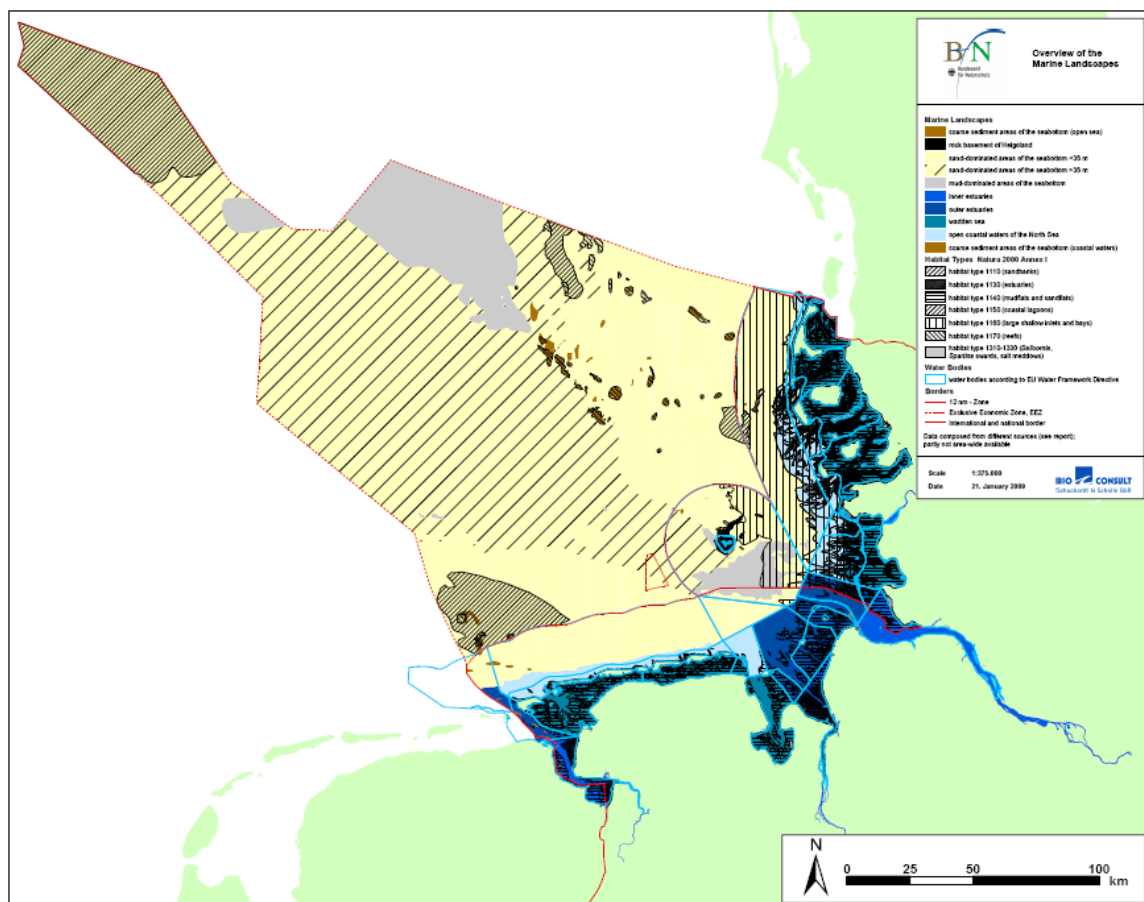 BfN
Bundesamt
für Naturschutz
Overview of the
Marine Landscapes
Marine Landscapes
coarse sediment areas of the seabottom (open sea)
rock basement of Helgoland
sand-dominated areas of the seabottom <35 m
sand-dominated areas of the seabottom >35 m
mud-dominated areas of the seabottom
inner estuaries
outer estuaries
wadden sea
open coastal waters of the North Sea
coarse sediment areas of the seabottom (coastal waters)
Habitat Types Natura 2000 Annex I
habitat type 1110 (sandbanks)
habitat type 1130 (estuaries)
habitat type 1140 (mudflats and sandflats)
habitat type 1150 (coastal lagoons)
habitat type 1160 (large shallow inlets and bays)
habitat type 1170 (reefs)
habitat type 1310-1330 (Salicornia,
Spartina swards, salt meddows)
Water Bodies
water bodies according to EU Water Framework Directive
Borders
12 nm - Zone
Exclusive Economic Zone, EEZ
International and national border
Data composed from different sources (see report);
partly not area-wide available
Scale 1:375.000
Date 21. January 2009
BIO CONSULT
Schuchardt & Scholle GbR
N
0 25 50 100
km